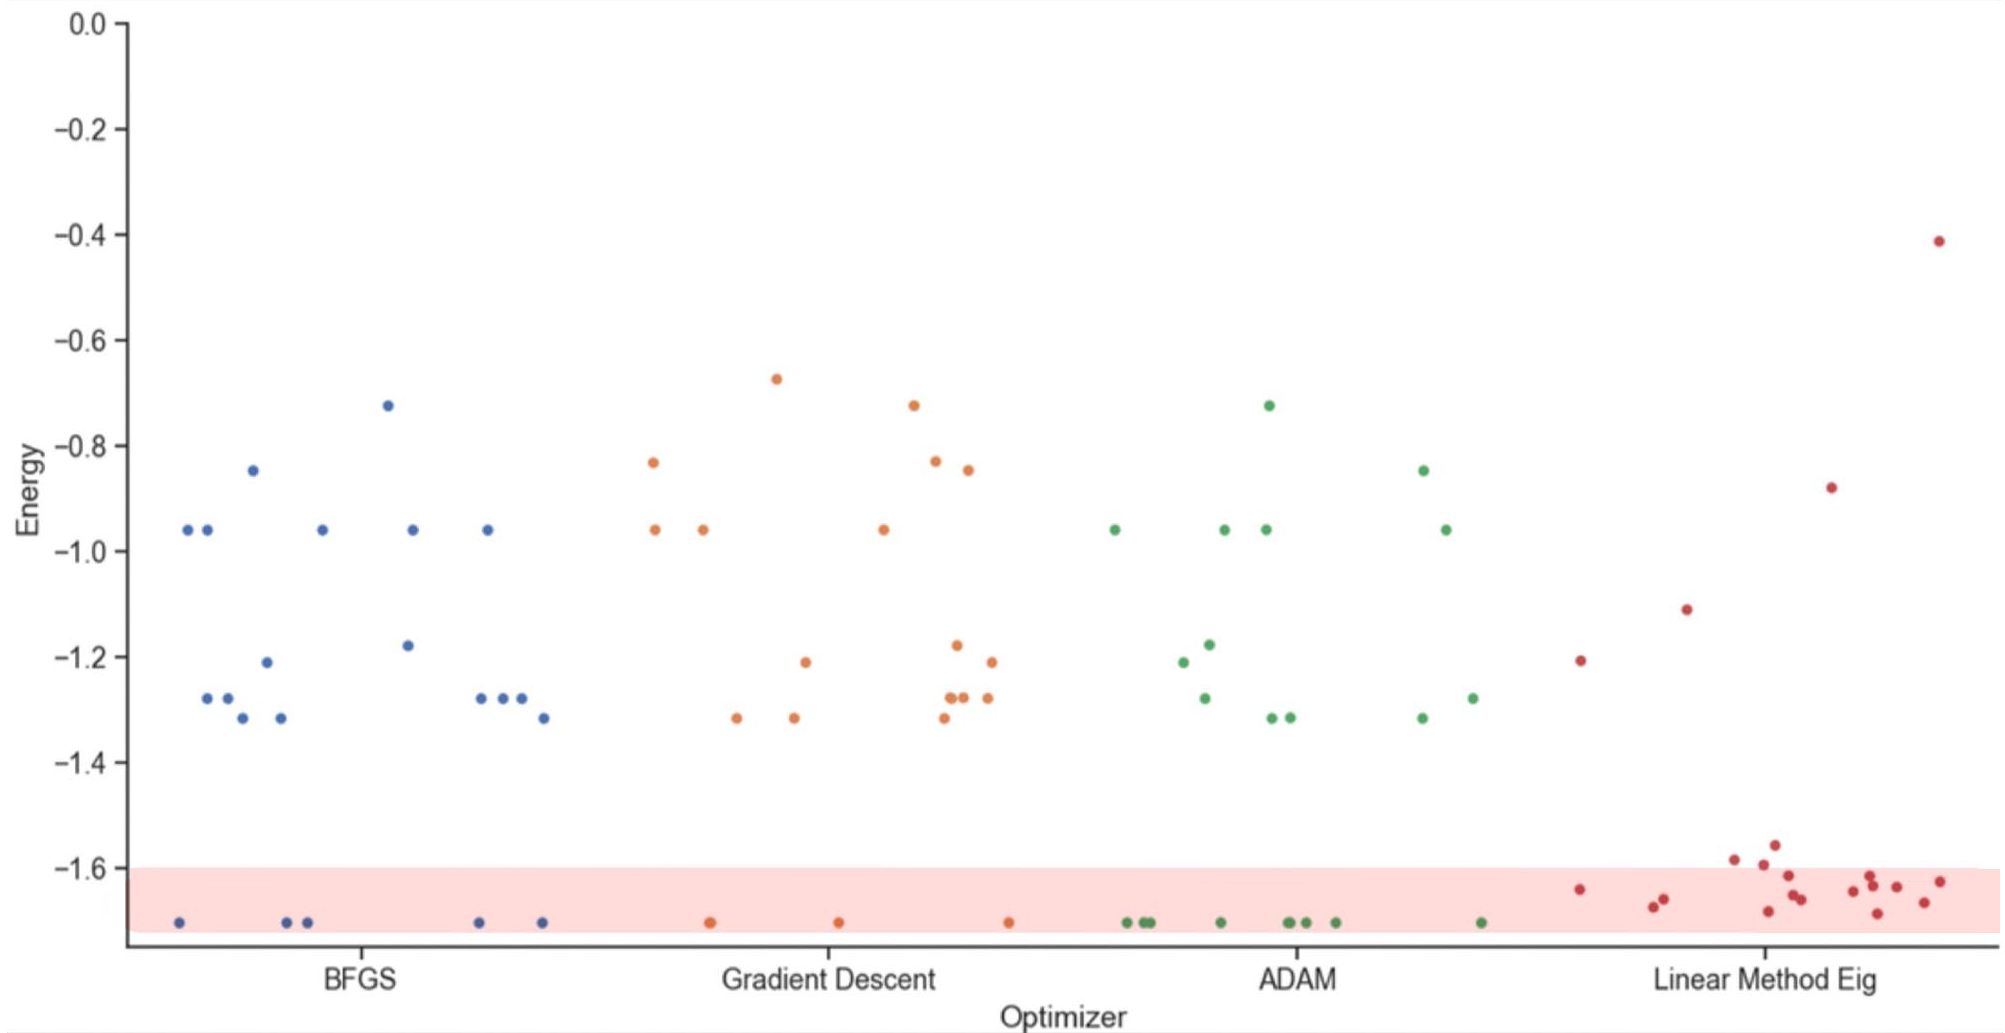 0.0
−0.2
−0.4
−0.6
−0.8
−1.0
−1.2
−1.4
−1.6
Energy
BFGS
Gradient Descent
ADAM
Linear Method Eig
Optimizer